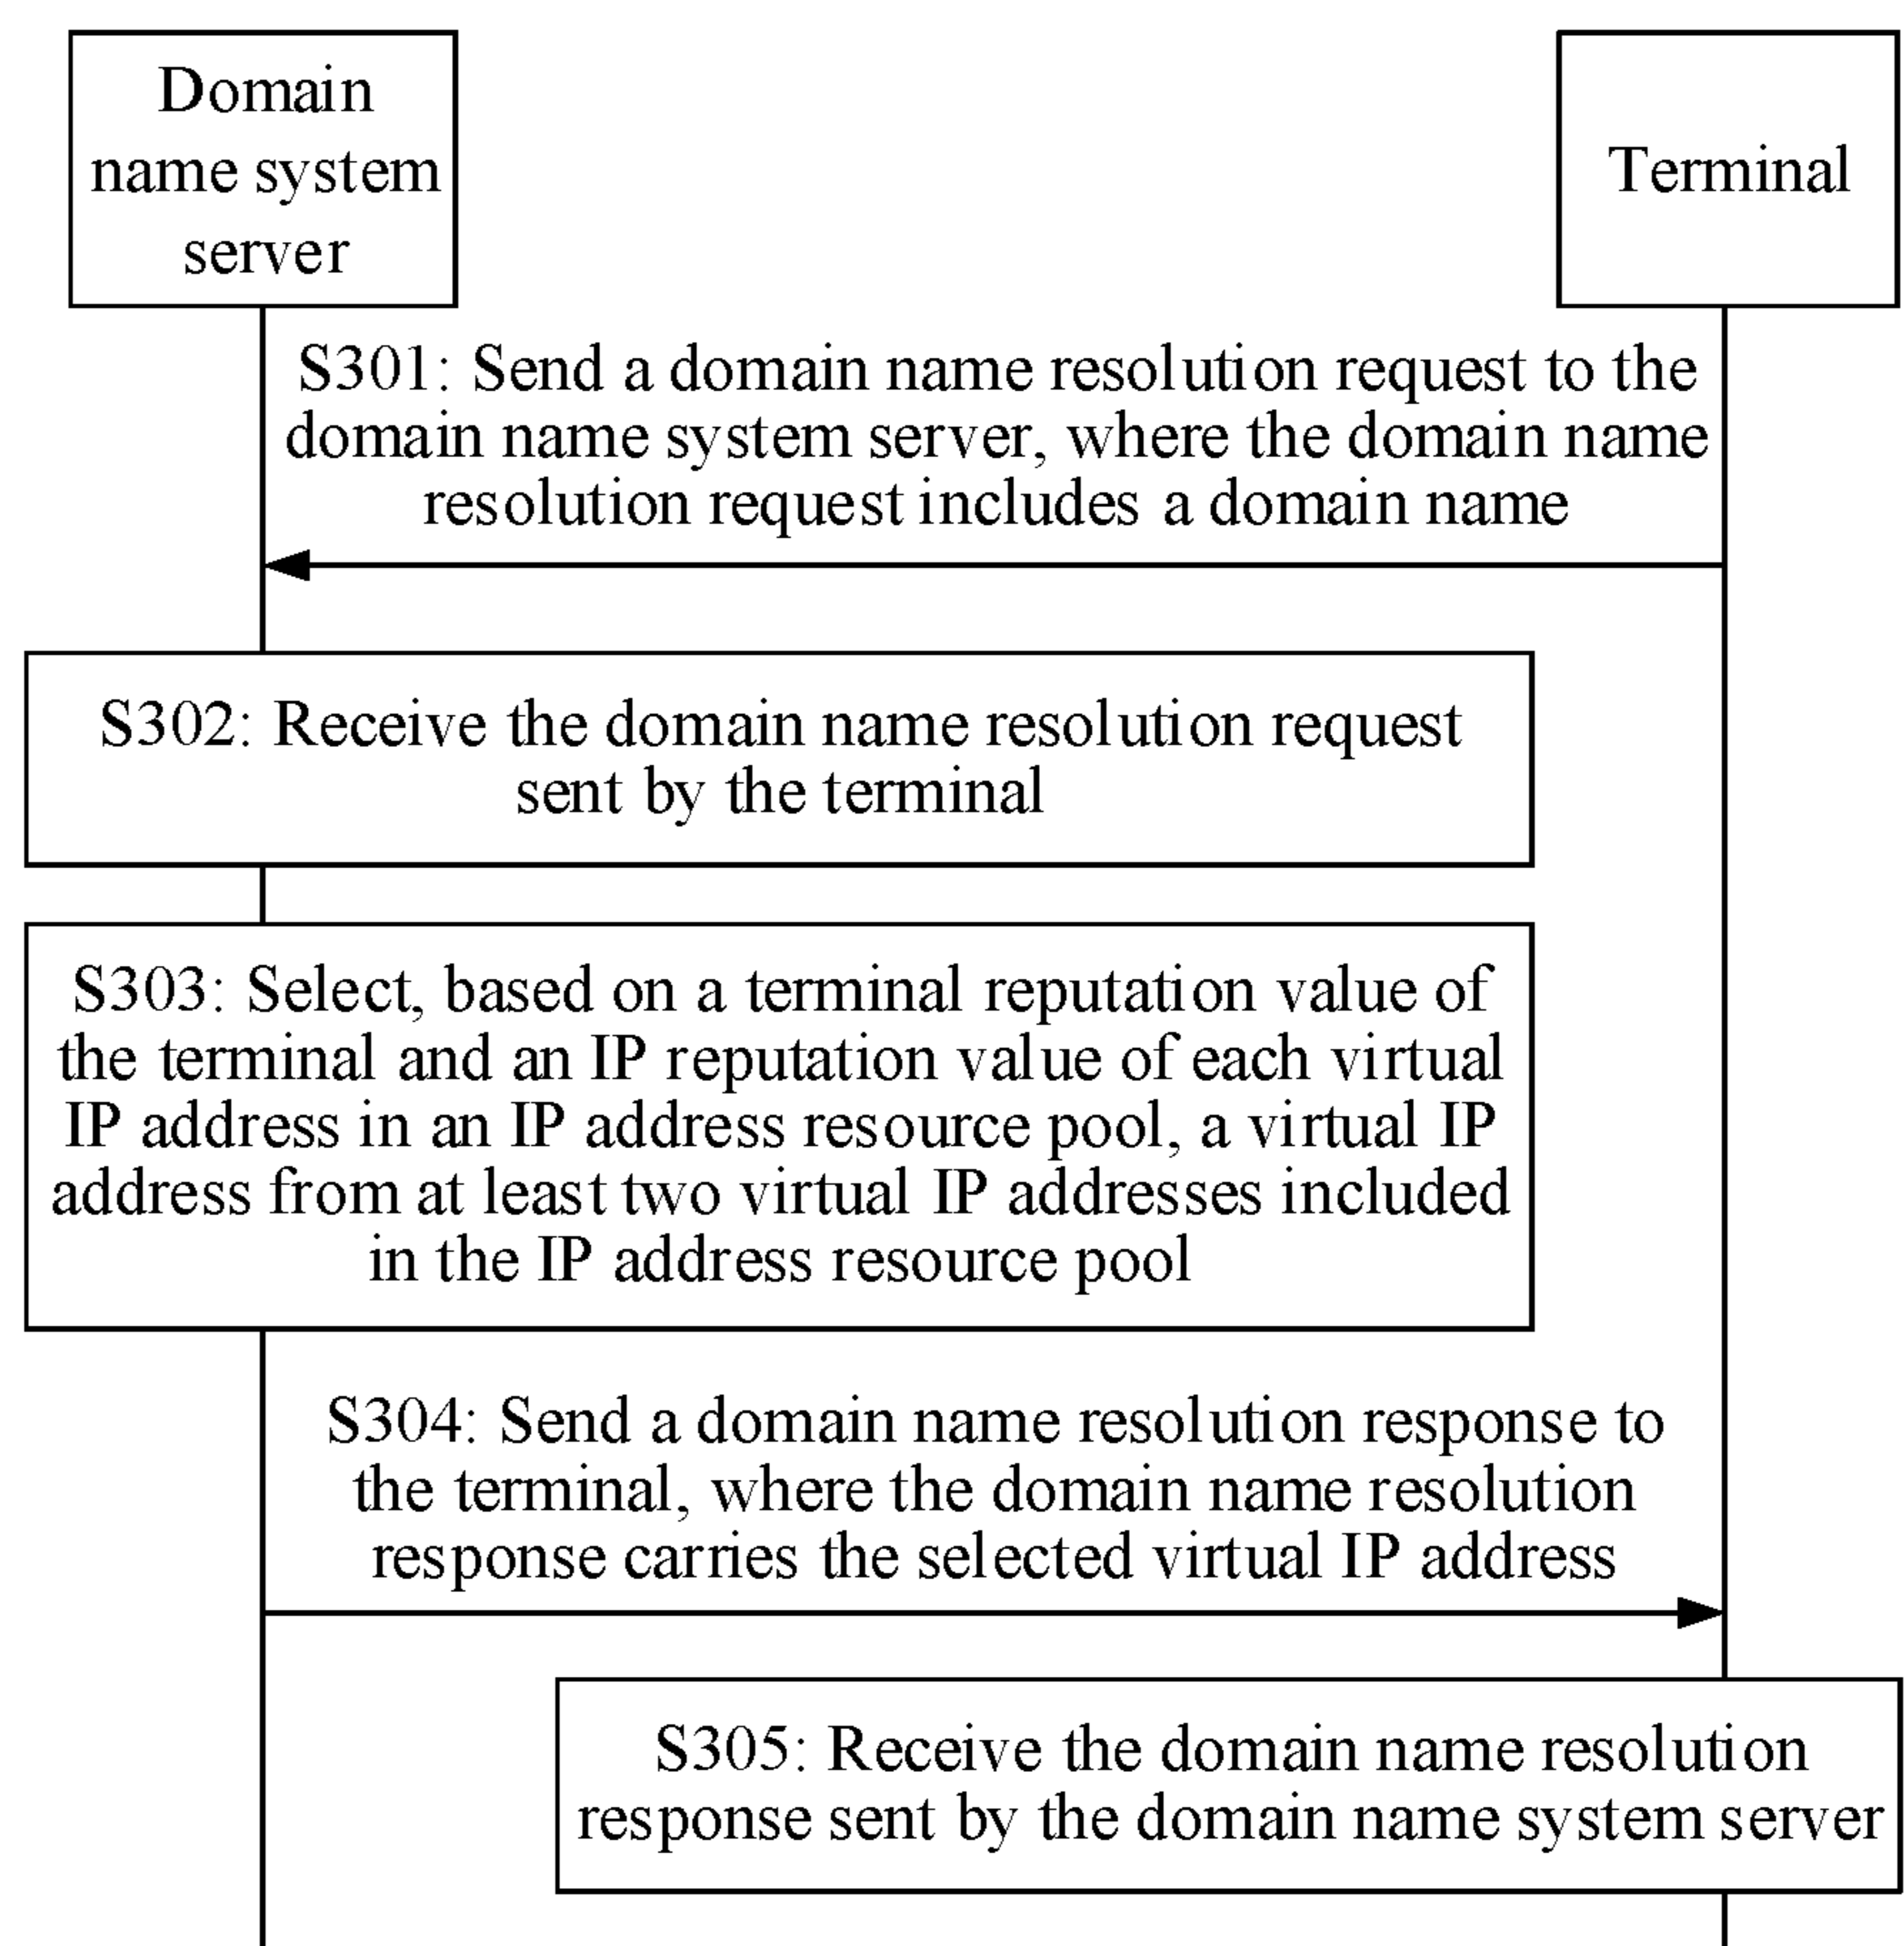 Domain
name system
server
Terminal
S301: Send a domain name resolution request to the
domain name system server, where the domain name
resolution request includes a domain name
S302: Receive the domain name resolution request
sent by the terminal
S303: Select, based on a terminal reputation value of
the terminal and an IP reputation value of each virtual
IP address in an IP address resource pool, a virtual IP
address from at least two virtual IP addresses included
in the IP address resource pool
S304: Send a domain name resolution response to
the terminal, where the domain name resolution
response carries the selected virtual IP address
S305: Receive the domain name resolution
response sent by the domain name system server